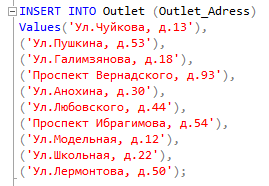 INSERT INTO Outlet (Outlet_Adress)
Values('Ул.Чуйкова, д.13'),
('Ул.Пушкина, д.53'),
('Ул.Галимзянова, д.18'),
('Проспект Вернадского, д.93'),
('Ул.Анохина, д.30'),
('Ул.Любовского, д.44'),
('Проспект Ибрагимова, д.54'),
('Ул.Модельная, д.12'),
('Ул.Школьная, д.22'),
('Ул.Лермонтова, д.50');